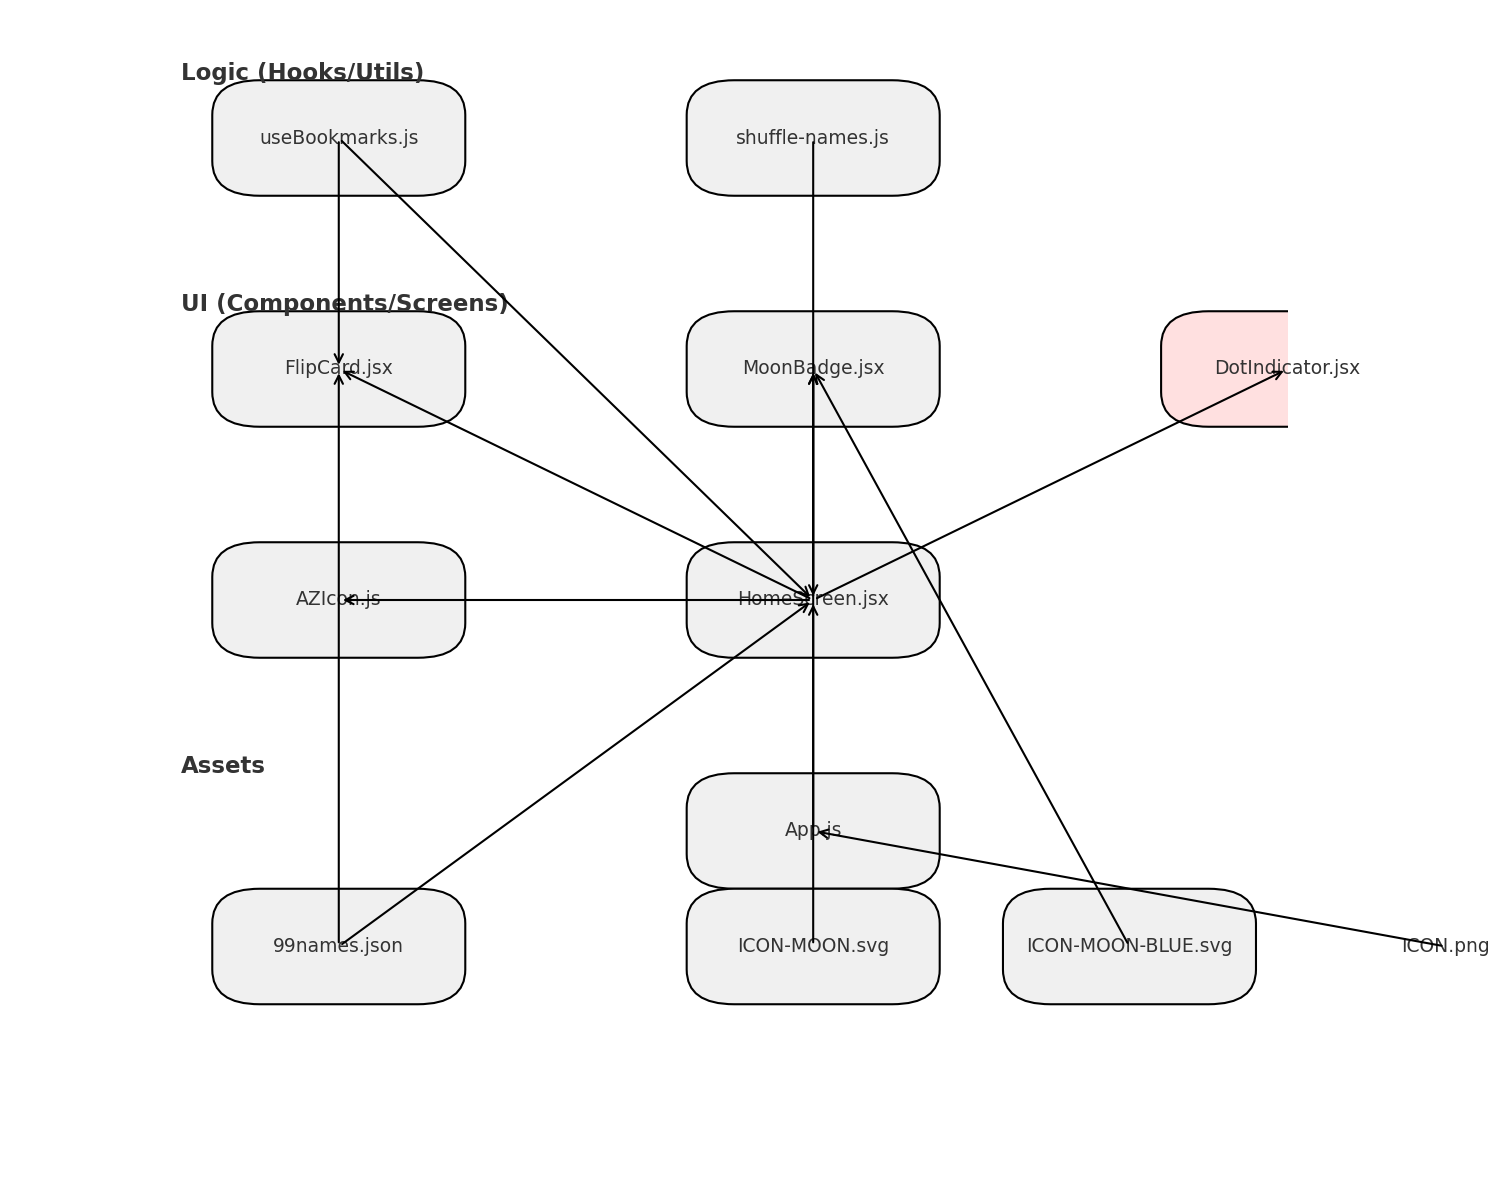 Logic (Hooks/Utils)
useBookmarks.js
shuffle-names.js
UI (Components/Screens)
FlipCard.jsx
MoonBadge.jsx
DotIndicator.jsx
AZIcon.js
HomeScreen.jsx
Assets
App.js
99names.json
ICON-MOON.svg
ICON-MOON-BLUE.svg
ICON.png